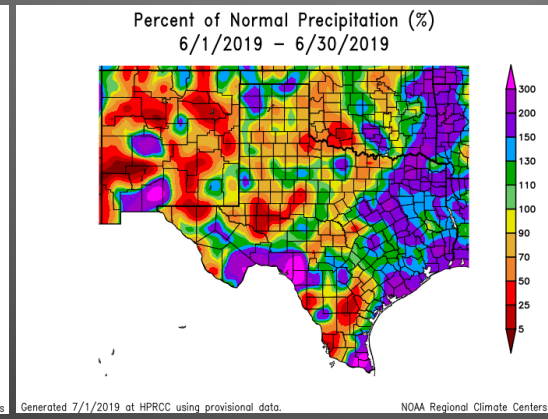 Percent of Normal Precipitation (%)
6/1/2019 – 6/30/2019
300
200
150
130
110
100
90
70
50
25
5
s
Generated 7/1/2019 at HPRCC using provisional data.
NOAA Regional Climate Centers